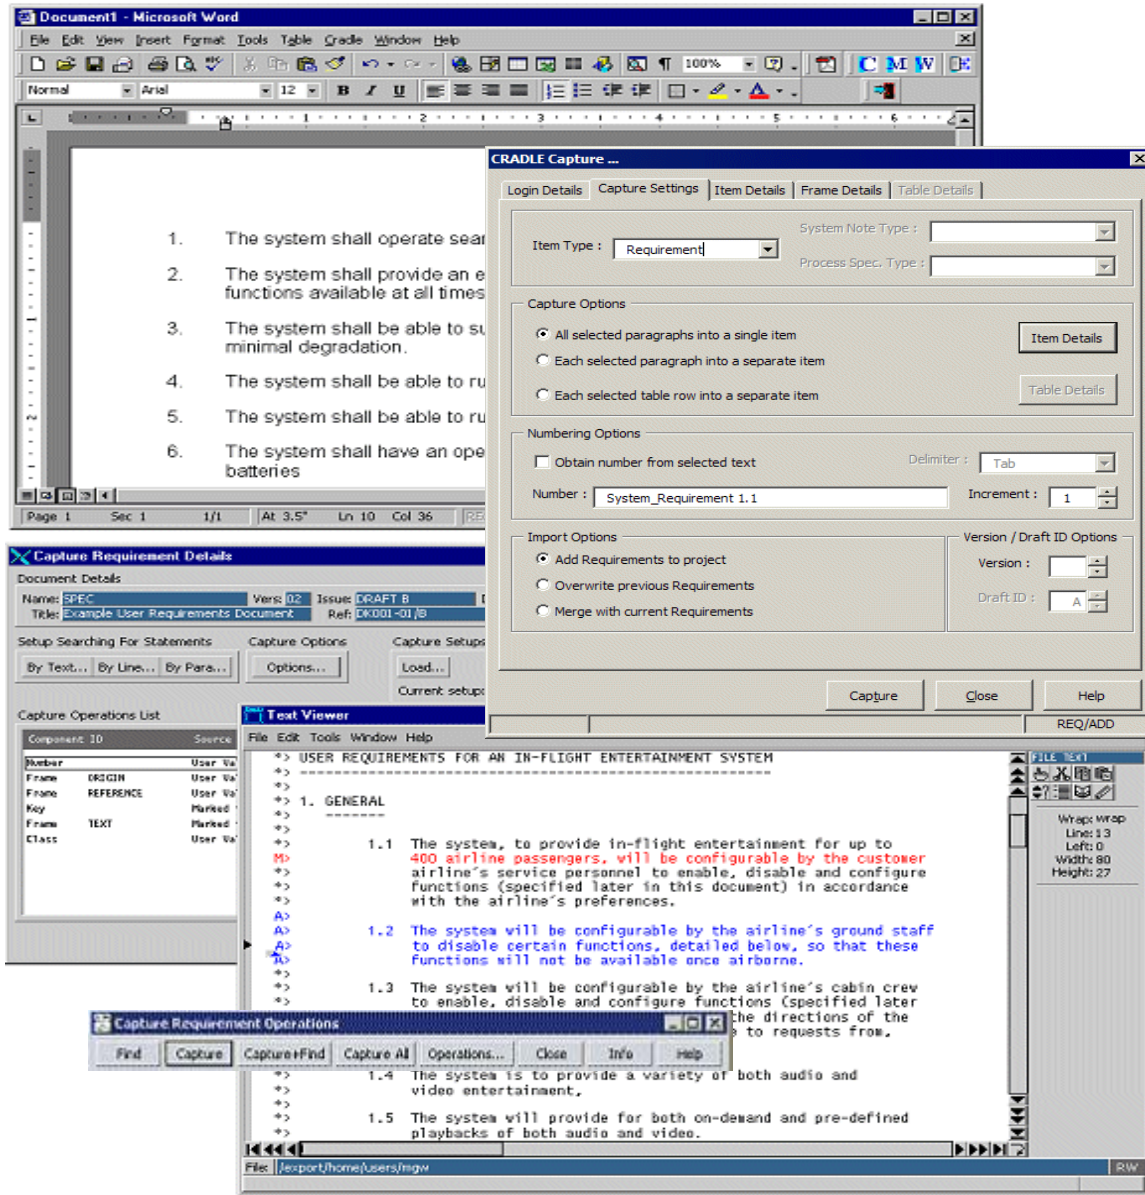 Document1 - Microsoft Word
File Edit View Insert Format Tools Table Cradle Window Help
100%
C M W
Normal Arial 12 B I U A
1 2 3 4 5 6
1. The system shall operate sear
2. The system shall provide an e
functions available at all times
3. The system shall be able to su
minimal degradation.
4. The system shall be able to ru
5. The system shall be able to ru
6. The system shall have an ope
batteries
Page 1 Sec 1 1/1 At 3.5" Ln 10 Col 36 REC
CRADLE Capture ...
Login Details Capture Settings Item Details Frame Details Table Details
Item Type : Requirement
System Note Type :
Process Spec. Type :
Capture Options
All selected paragraphs into a single item
Each selected paragraph into a separate item
Each selected table row into a separate item
Item Details
Table Details
Numbering Options
Obtain number from selected text
Delimiter : Tab
Number : System_Requirement 1.1
Increment : 1
Import Options
Add Requirements to project
Overwrite previous Requirements
Merge with current Requirements
Version / Draft ID Options
Version :
Draft ID : A
Capture Close Help
REQ/ADD
Capture Requirement Details
Document Details
Name: SPEC Vers: 02 Issue: DRAFT B
Title: Example User Requirements Document Ref: DK001-01/B
Setup Searching For Statements Capture Options Capture Setups
By Text... By Line... By Para... Options... Load...
Current setup:
Capture Operations List
Component ID Source
Number User Va
Frame ORIGIN User Va
Frame REFERENCE User Va
Key Marked
Frame TEXT Marked
Class User Va
Text Viewer
File Edit Tools Window Help
*> USER REQUIREMENTS FOR AN IN-FLIGHT ENTERTAINMENT SYSTEM
*> -------------------------------------------------------
*>
*> 1. GENERAL
*> -------
*>
*> 1.1 The system, to provide in-flight entertainment for up to
M> 400 airline passengers, will be configurable by the customer
*> airline's service personnel to enable, disable and configure
*> functions (specified later in this document) in accordance
*> with the airline's preferences.
A>
A> 1.2 The system will be configurable by the airline's ground staff
A> to disable certain functions, detailed below, so that these
A> functions will not be available once airborne.
*>
*> 1.3 The system will be configurable by the airline's cabin crew
*> to enable, disable and configure functions (specified later
the directions of the
e to requests from,
Capture Requirement Operations
Find Capture Capture+Find Capture All Operations... Close Info Help
*> 1.4 The system is to provide a variety of both audio and
*> video entertainment,
*>
*> 1.5 The system will provide for both on-demand and pre-defined
*> playbacks of both audio and video.
FILE TEXT
Wrap: wrap
Line: 13
Left: 0
Width: 80
Height: 27
File: /export/home/users/mgw RW